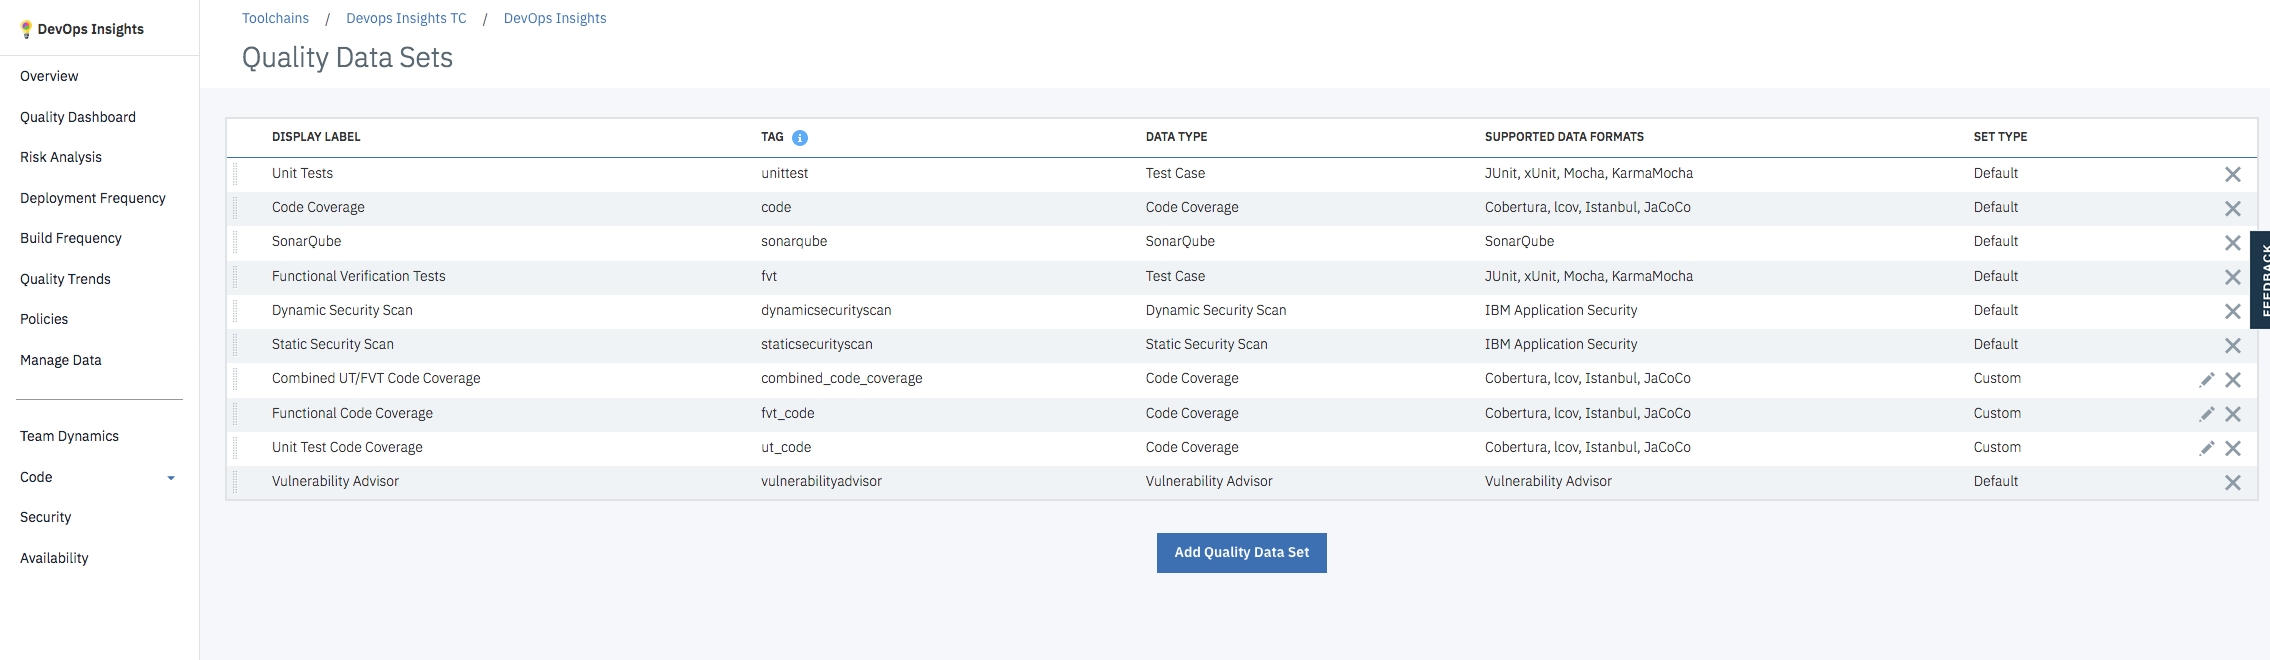 DevOps Insights
Overview
Quality Dashboard
Risk Analysis
Deployment Frequency
Build Frequency
Quality Trends
Policies
Manage Data
Team Dynamics
Code
Security
Availability
Toolchains / Devops Insights TC / DevOps Insights
Quality Data Sets
DISPLAY LABEL TAG i DATA TYPE SUPPORTED DATA FORMATS SET TYPE
Unit Tests unittest Test Case JUnit, xUnit, Mocha, KarmaMocha Default
Code Coverage code Code Coverage Cobertura, lcov, Istanbul, JaCoCo Default
SonarQube sonarqube SonarQube SonarQube Default
Functional Verification Tests fvt Test Case JUnit, xUnit, Mocha, KarmaMocha Default
Dynamic Security Scan dynamicsecurityscan Dynamic Security Scan IBM Application Security Default
Static Security Scan staticsecurityscan Static Security Scan IBM Application Security Default
Combined UT/FVT Code Coverage combined_code_coverage Code Coverage Cobertura, lcov, Istanbul, JaCoCo Custom
Functional Code Coverage fvt_code Code Coverage Cobertura, lcov, Istanbul, JaCoCo Custom
Unit Test Code Coverage ut_code Code Coverage Cobertura, lcov, Istanbul, JaCoCo Custom
Vulnerability Advisor vulnerabilityadvisor Vulnerability Advisor Vulnerability Advisor Default
Add Quality Data Set
FEEDBACK